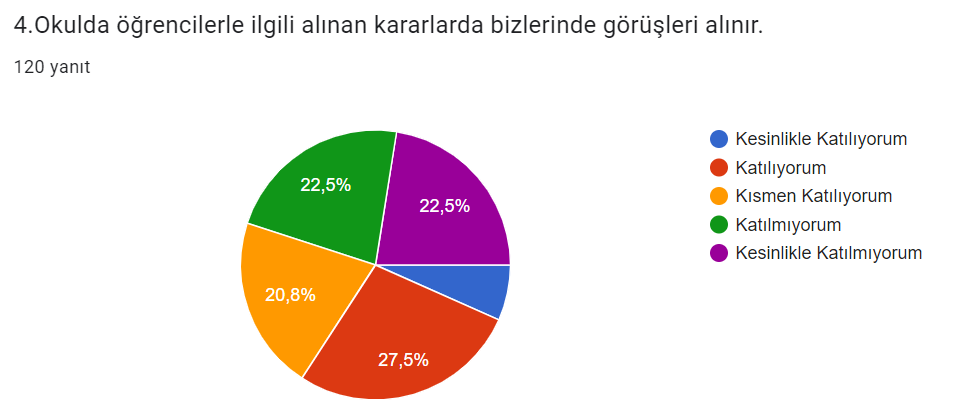 4.Okulda öğrencilerle ilgili alınan kararlarda bizlerinde görüşleri alınır.
120 yanıt
Kesinlikle Katılıyorum
Katılıyorum
Kısmen Katılıyorum
Katılmıyorum
Kesinlikle Katılmıyorum
22,5%
22,5%
20,8%
27,5%